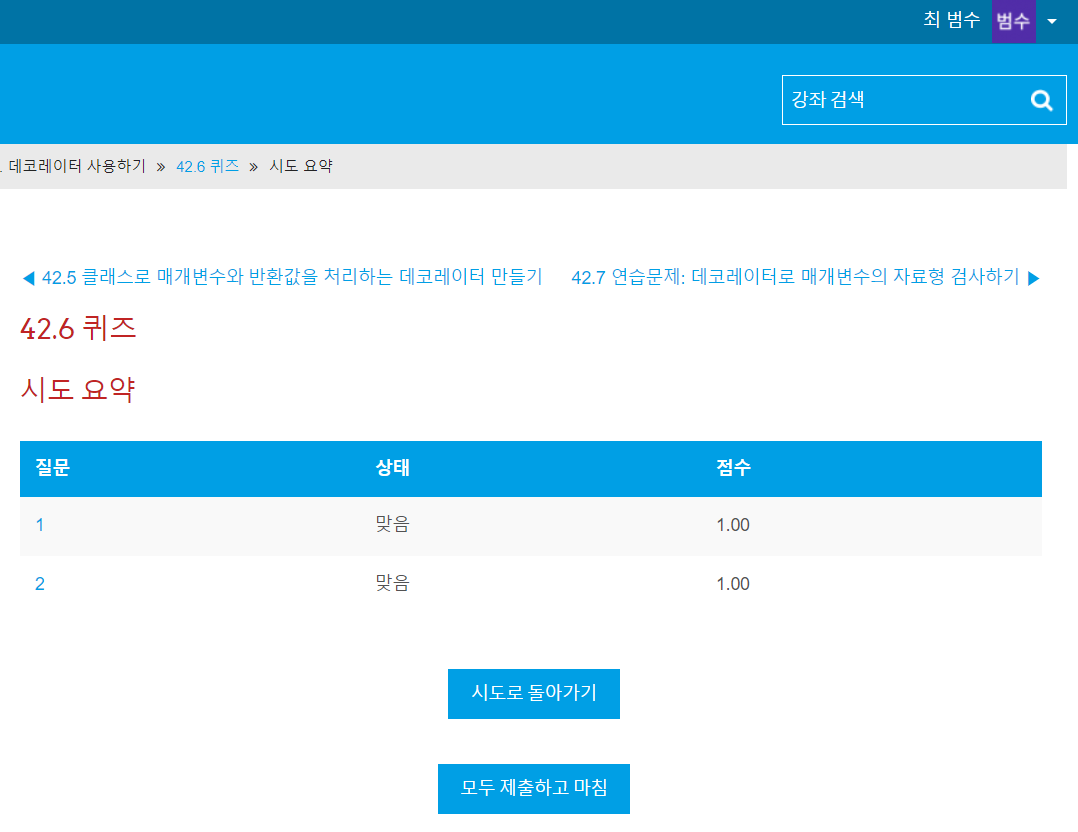 최 범수 범수
강좌 검색
. 데코레이터 사용하기 » 42.6 퀴즈 » 시도 요약
◀ 42.5 클래스로 매개변수와 반환값을 처리하는 데코레이터 만들기 42.7 연습문제: 데코레이터로 매개변수의 자료형 검사하기 ▶
42.6 퀴즈
시도 요약
질문 상태 점수
1 맞음 1.00
2 맞음 1.00
시도로 돌아가기
모두 제출하고 마침